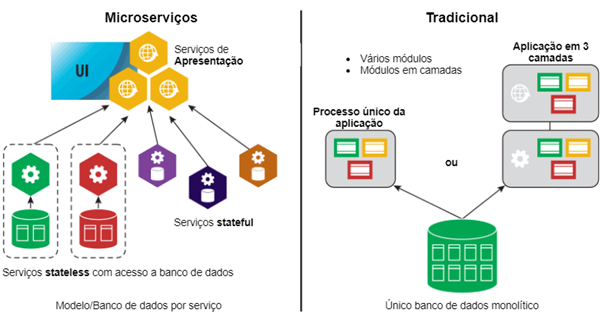 Microserviços
UI
Serviços de
Apresentação
Serviços stateful
Serviços stateless com acesso a banco de dados
Modelo/Banco de dados por serviço
Tradicional
Vários módulos
Módulos em camadas
Aplicação em 3
camadas
Processo único da
aplicação
ou
Único banco de dados monolítico